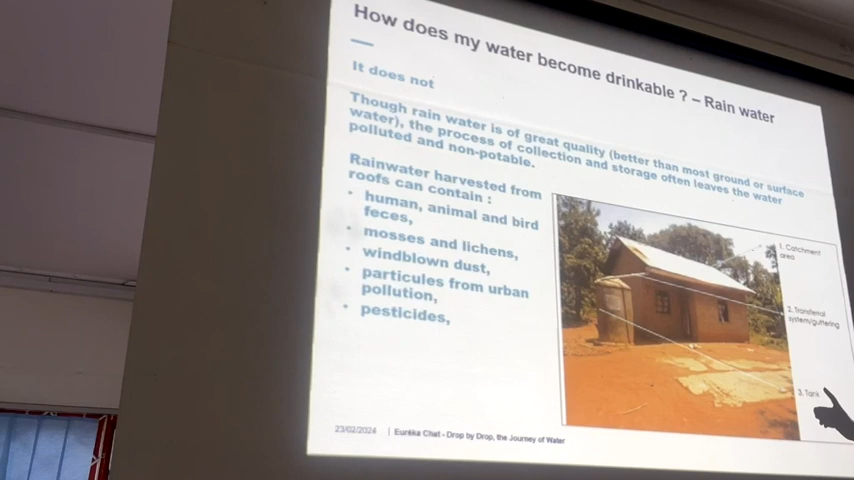 How does my water become drinkable ? – Rain water
It does not
Though rain water is of great quality (better than most ground or surface
water), the process of collection and storage often leaves the water
polluted and non-potable.
Rainwater harvested from
roofs can contain :
• human, animal and bird
feces,
• mosses and lichens,
• windblown dust,
• particules from urban
pollution,
• pesticides,
1. Catchment
area
2. Transferral
system/guttering
3. Tank
23/02/2024 | Eurêka Chat - Drop by Drop, the Journey of Water